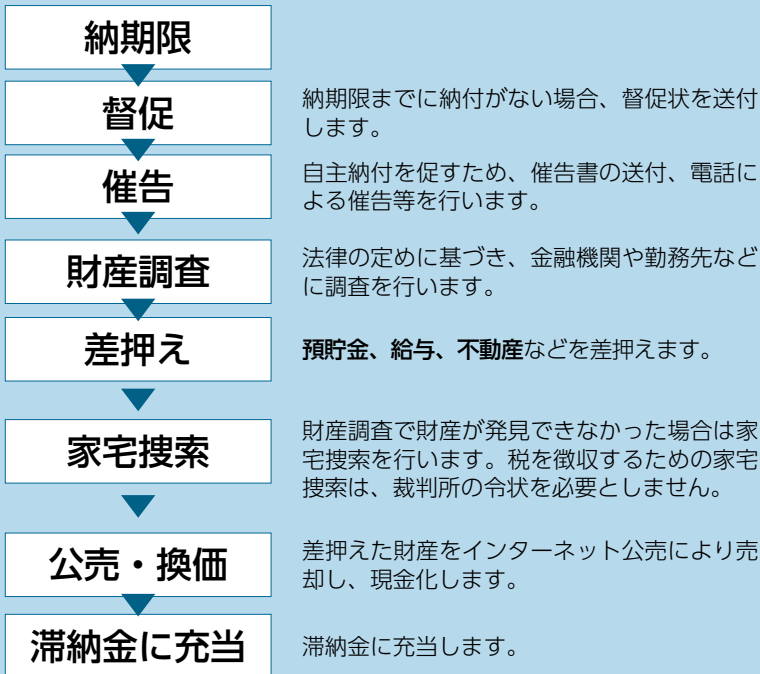 納期限
督促
納期限までに納付がない場合、督促状を送付
します。
催告
自主納付を促すため、催告書の送付、電話に
よる催告等を行います。
財産調査
法律の定めに基づき、金融機関や勤務先など
に調査を行います。
差押え
預貯金、給与、不動産などを差押えます。
家宅捜索
財産調査で財産が発見できなかった場合は家
宅捜索を行います。税を徴収するための家宅
捜索は、裁判所の令状を必要としません。
公売・換価
差押えた財産をインターネット公売により売
却し、現金化します。
滞納金に充当
滞納金に充当します。